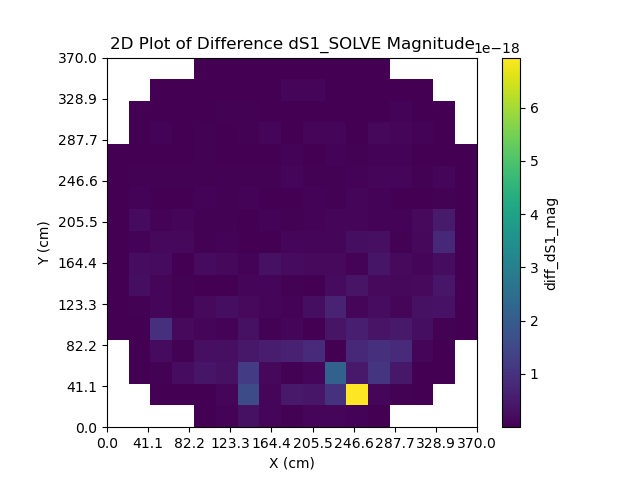 2D Plot of Difference dS1_SOLVE Magnitude
1e−18
370.0
328.9
287.7
246.6
205.5
164.4
123.3
82.2
41.1
0.0
Y (cm)
0.0 41.1 82.2 123.3 164.4 205.5 246.6 287.7 328.9 370.0
X (cm)
6
5
4
3
2
1
diff_dS1_mag